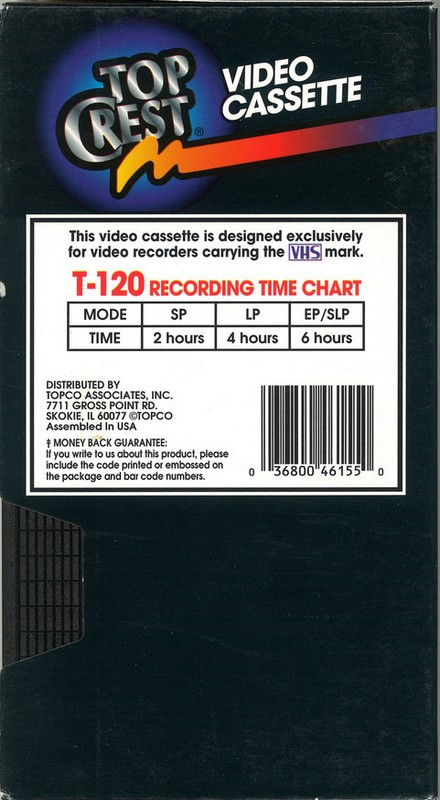 TOP
CREST®
VIDEO
CASSETTE
This video cassette is designed exclusively
for video recorders carrying the VHS mark.
T-120 RECORDING TIME CHART
MODE SP LP EP/SLP
TIME 2 hours 4 hours 6 hours
DISTRIBUTED BY
TOPCO ASSOCIATES, INC.
7711 GROSS POINT RD.
SKOKIE, IL 60077 ©TOPCO
Assembled In USA
‡ MONEY BACK GUARANTEE:
If you write to us about this product, please
include the code printed or embossed on
the package and bar code numbers.
0 36800 46155 0